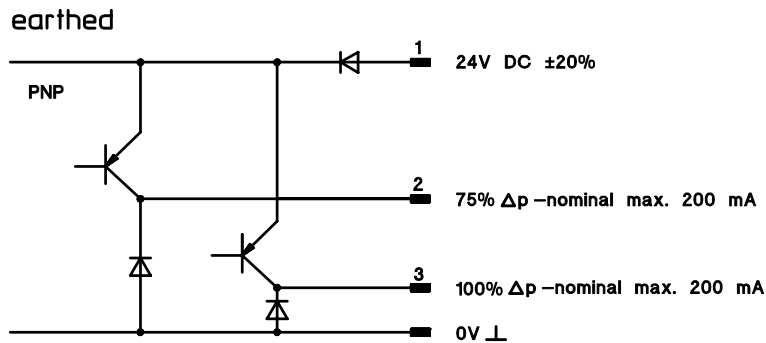 earthed
1
24V DC ±20%
PNP
2
75% Δp -nominal max. 200 mA
3
100% Δp -nominal max. 200 mA
0V ⊥